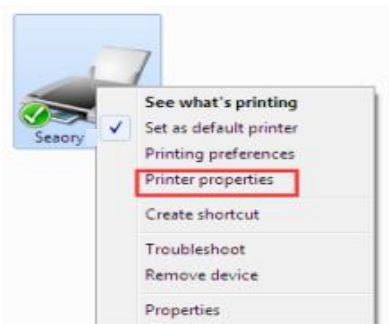 Seaory
See what's printing
Set as default printer
Printing preferences
Printer properties
Create shortcut
Troubleshoot
Remove device
Properties